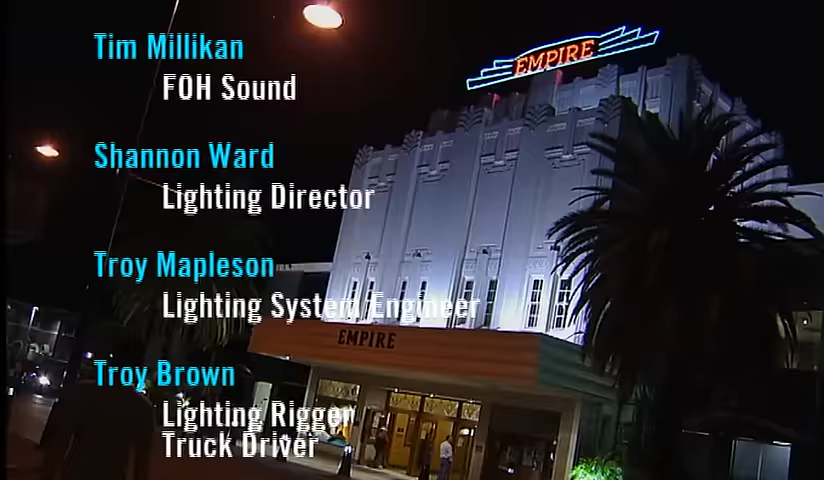 Tim Millikan
FOH Sound
Shannon Ward
Lighting Director
Troy Mapleson
Lighting System Engineer
Troy Brown
Lighting Rigger
Truck Driver
EMPIRE
EMPIRE